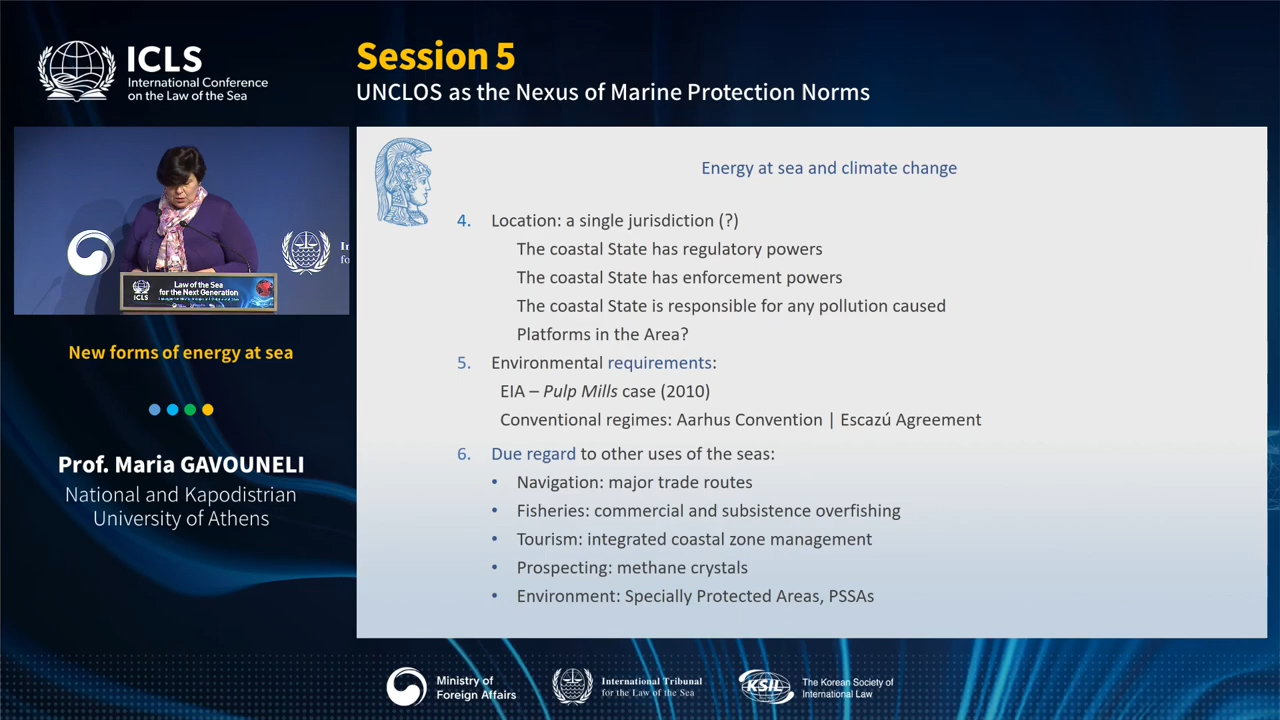 ICLS
International Conference
on the Law of the Sea
Session 5
UNCLOS as the Nexus of Marine Protection Norms
ICLS
Law of the Sea
for the Next Generation
New forms of energy at sea
Prof. Maria GAVOUNELI
National and Kapodistrian
University of Athens
Energy at sea and climate change
4. Location: a single jurisdiction (?)
The coastal State has regulatory powers
The coastal State has enforcement powers
The coastal State is responsible for any pollution caused
Platforms in the Area?
5. Environmental requirements:
EIA – Pulp Mills case (2010)
Conventional regimes: Aarhus Convention | Escazú Agreement
6. Due regard to other uses of the seas:
• Navigation: major trade routes
• Fisheries: commercial and subsistence overfishing
• Tourism: integrated coastal zone management
• Prospecting: methane crystals
• Environment: Specially Protected Areas, PSSAs
Ministry of
Foreign Affairs
International Tribunal
for the Law of the Sea
KSIL
The Korean Society of
International Law